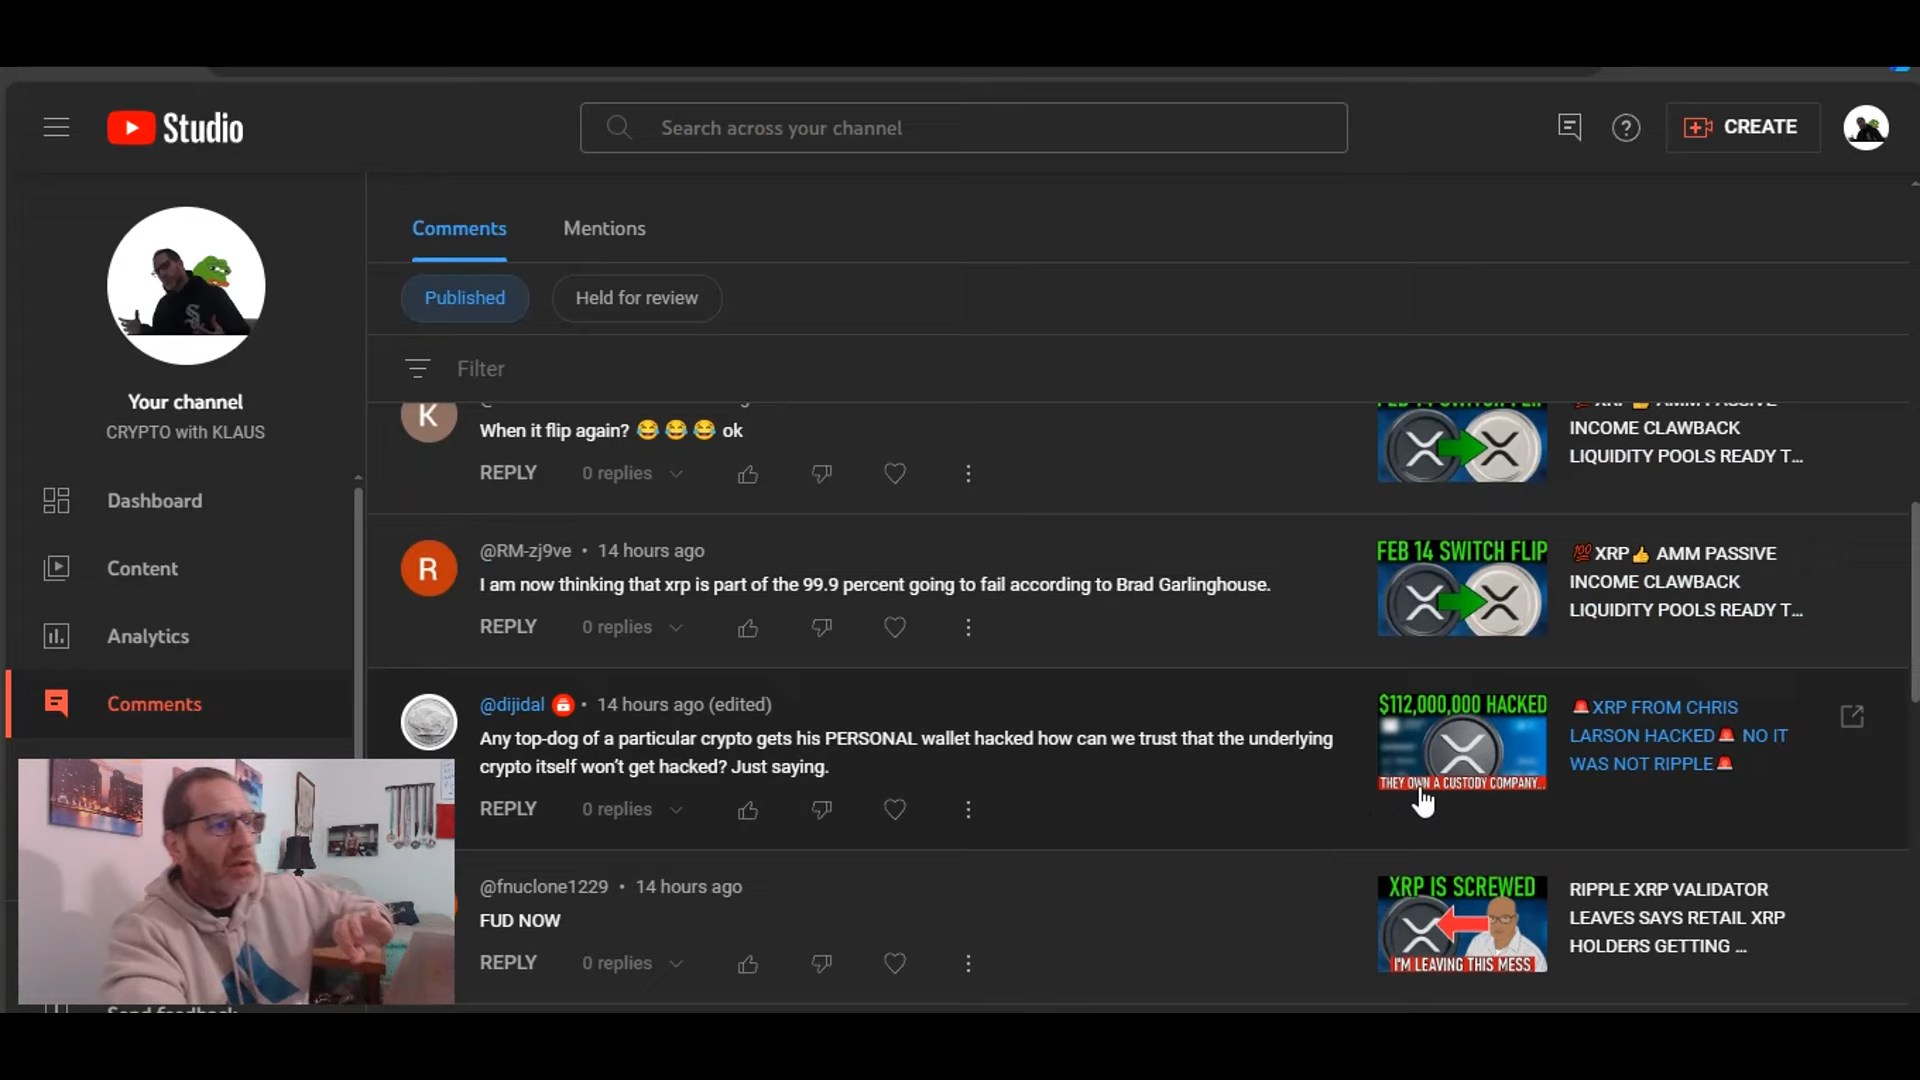 Studio
Search across your channel
CREATE
Your channel
CRYPTO with KLAUS
Dashboard
Content
Analytics
Comments
Comments
Mentions
Published
Held for review
Filter
K
When it flip again? 😂 😂 😂 ok
REPLY
0 replies
INCOME CLAWBACK
LIQUIDITY POOLS READY T...
R
@RM-zj9ve • 14 hours ago
I am now thinking that xrp is part of the 99.9 percent going to fail according to Brad Garlinghouse.
REPLY
0 replies
FEB 14 SWITCH FLIP
💯XRP👍 AMM PASSIVE
INCOME CLAWBACK
LIQUIDITY POOLS READY T...
@dijidal • 14 hours ago (edited)
Any top-dog of a particular crypto gets his PERSONAL wallet hacked how can we trust that the underlying
crypto itself won't get hacked? Just saying.
REPLY
0 replies
$112,000,000 HACKED
THEY OWN A CUSTODY COMPANY...
🚨XRP FROM CHRIS
LARSON HACKED🚨 NO IT
WAS NOT RIPPLE🚨
@fnuclone1229 • 14 hours ago
FUD NOW
REPLY
0 replies
XRP IS SCREWED
I'M LEAVING THIS MESS
RIPPLE XRP VALIDATOR
LEAVES SAYS RETAIL XRP
HOLDERS GETTING ...